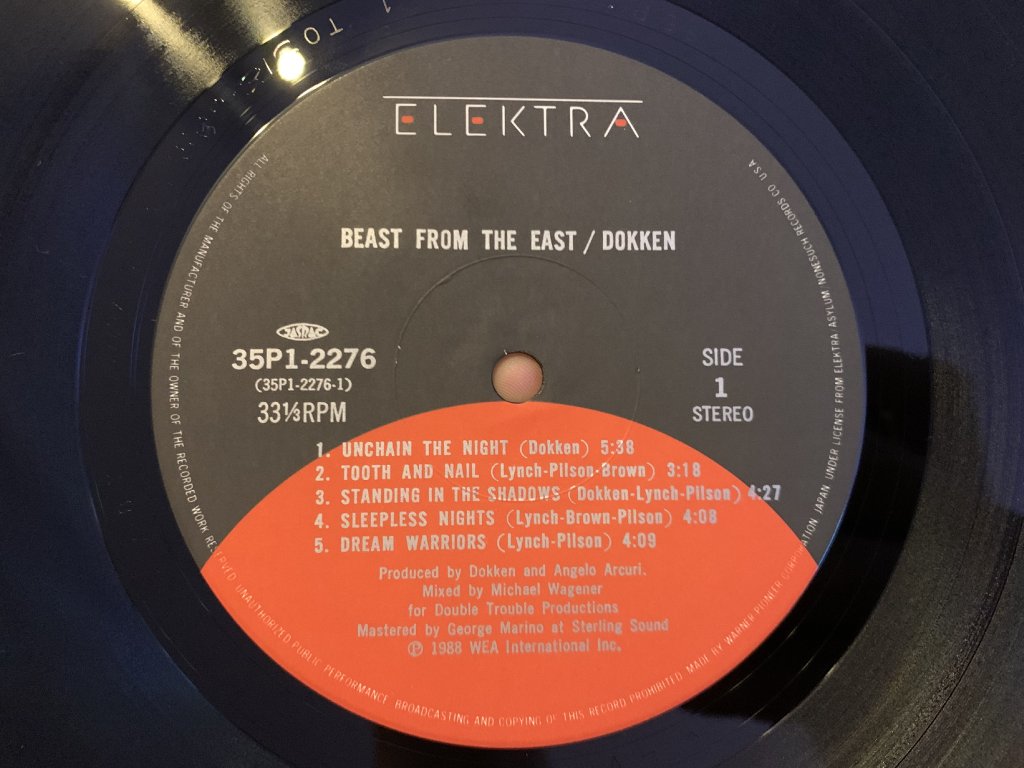 ELEKTRA
BEAST FROM THE EAST / DOKKEN
JASRAC
35P1-2276
(35P1-2276-1)
33⅓RPM
SIDE
1
STEREO
1. UNCHAIN THE NIGHT (Dokken) 5:38
2. TOOTH AND NAIL (Lynch-Pilson-Brown) 3:18
3. STANDING IN THE SHADOWS (Dokken-Lynch-Pilson) 4:27
4. SLEEPLESS NIGHTS (Lynch-Brown-Pilson) 4:08
5. DREAM WARRIORS (Lynch-Pilson) 4:09
Produced by Dokken and Angelo Arcuri.
Mixed by Michael Wagener
for Double Trouble Productions
Mastered by George Marino at Sterling Sound
Ⓟ 1988 WEA International Inc.
ALL RIGHTS OF THE MANUFACTURER AND OF THE OWNER OF THE RECORDED WORK RESERVED. UNAUTHORIZED PUBLIC PERFORMANCE, BROADCASTING AND COPYING OF THIS RECORD PROHIBITED. MADE BY WARNER-PIONEER CORPORATION JAPAN UNDER LICENSE FROM ELEKTRA ASYLUM NONESUCH RECORDS CO USA